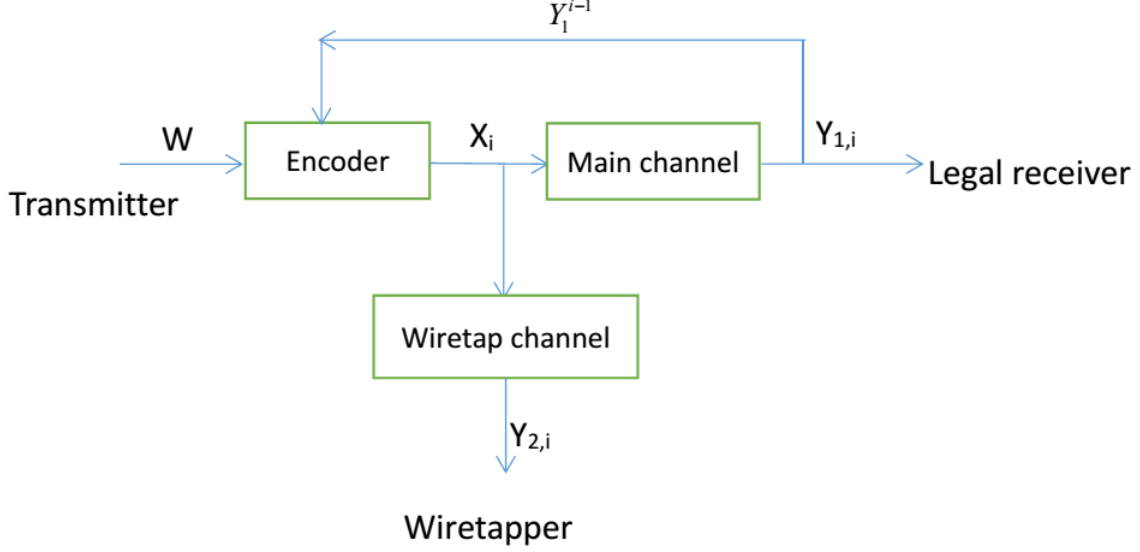 Y₁ⁱ⁻¹
W
Encoder
Xᵢ
Main channel
Y₁,ᵢ
Transmitter
Legal receiver
Wiretap channel
Y₂,ᵢ
Wiretapper